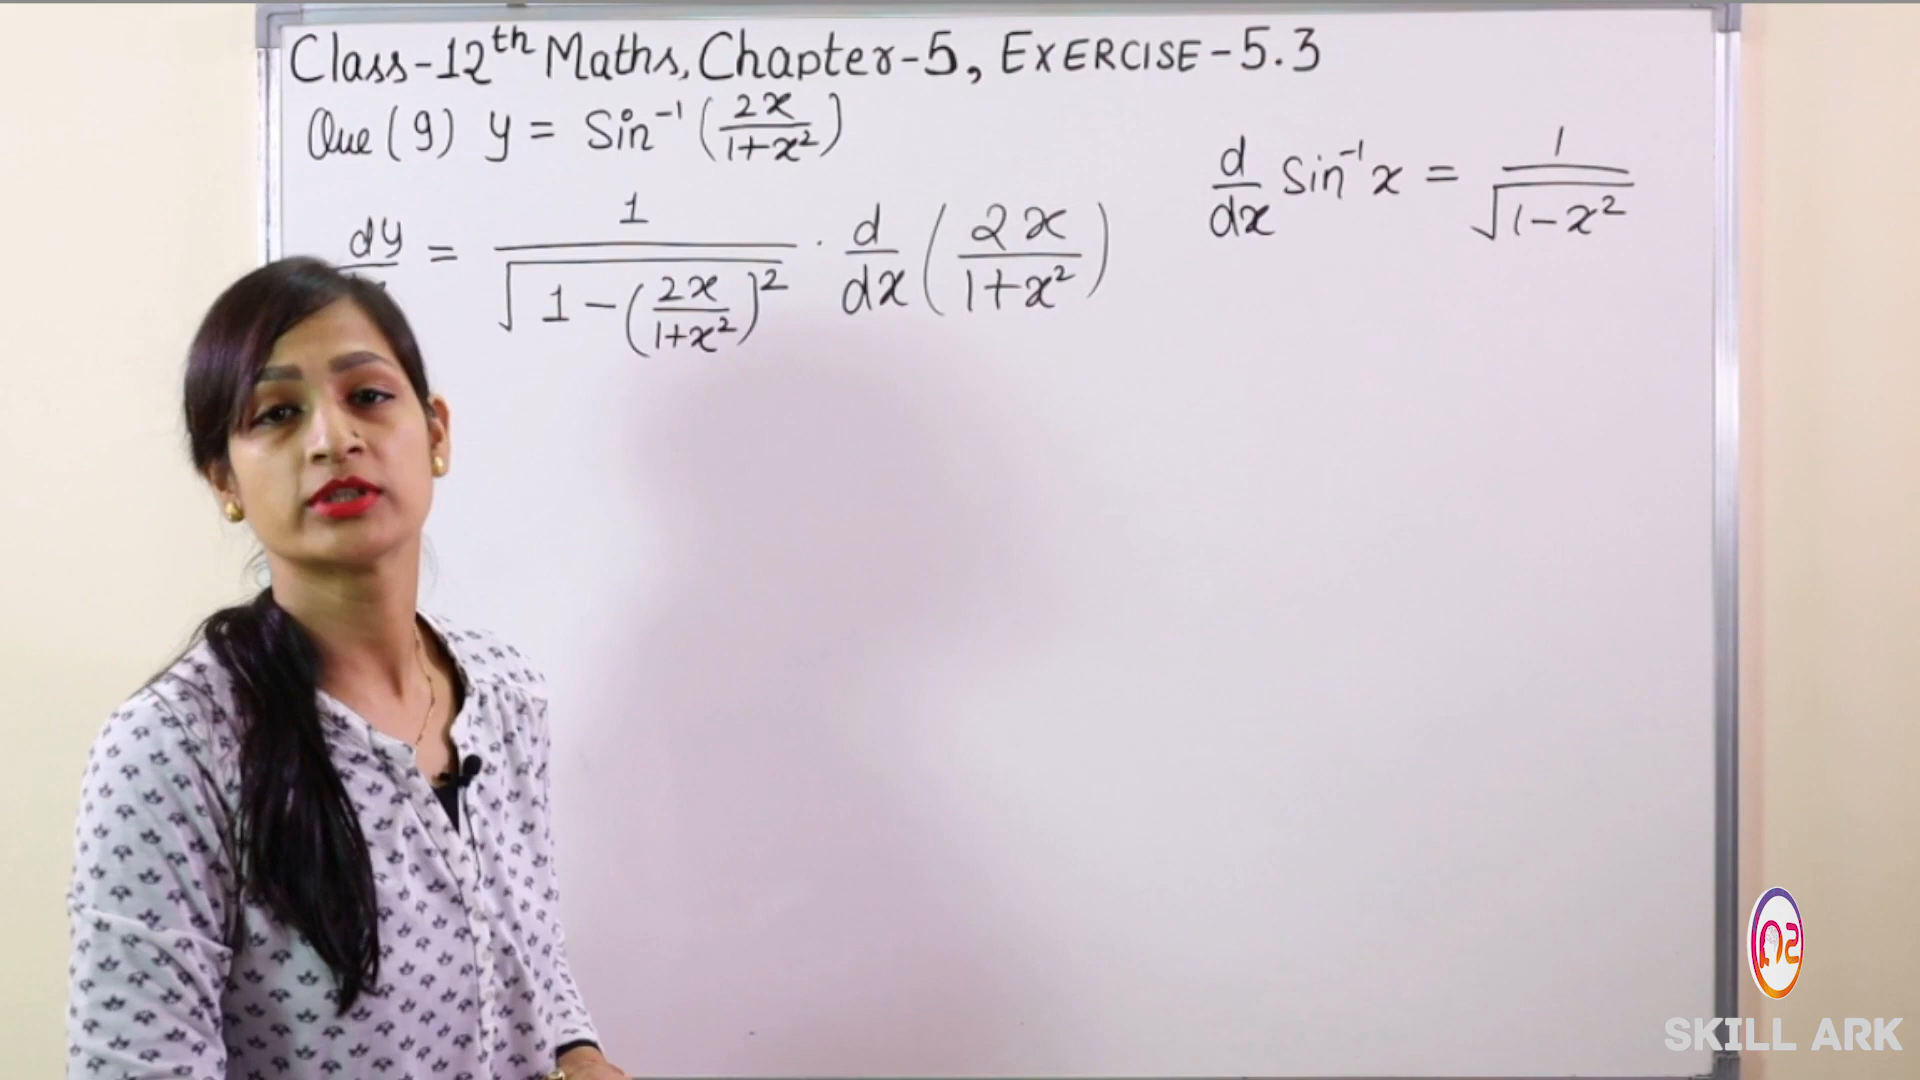 Class-12th Maths, Chapter-5, EXERCISE-5.3
Que (9) y = Sin⁻¹ (2x/(1+x²))
d/dx Sin⁻¹x = 1/√(1-x²)
dy = 1/√(1-(2x/(1+x²))²) · d/dx (2x/(1+x²))
SKILL ARK